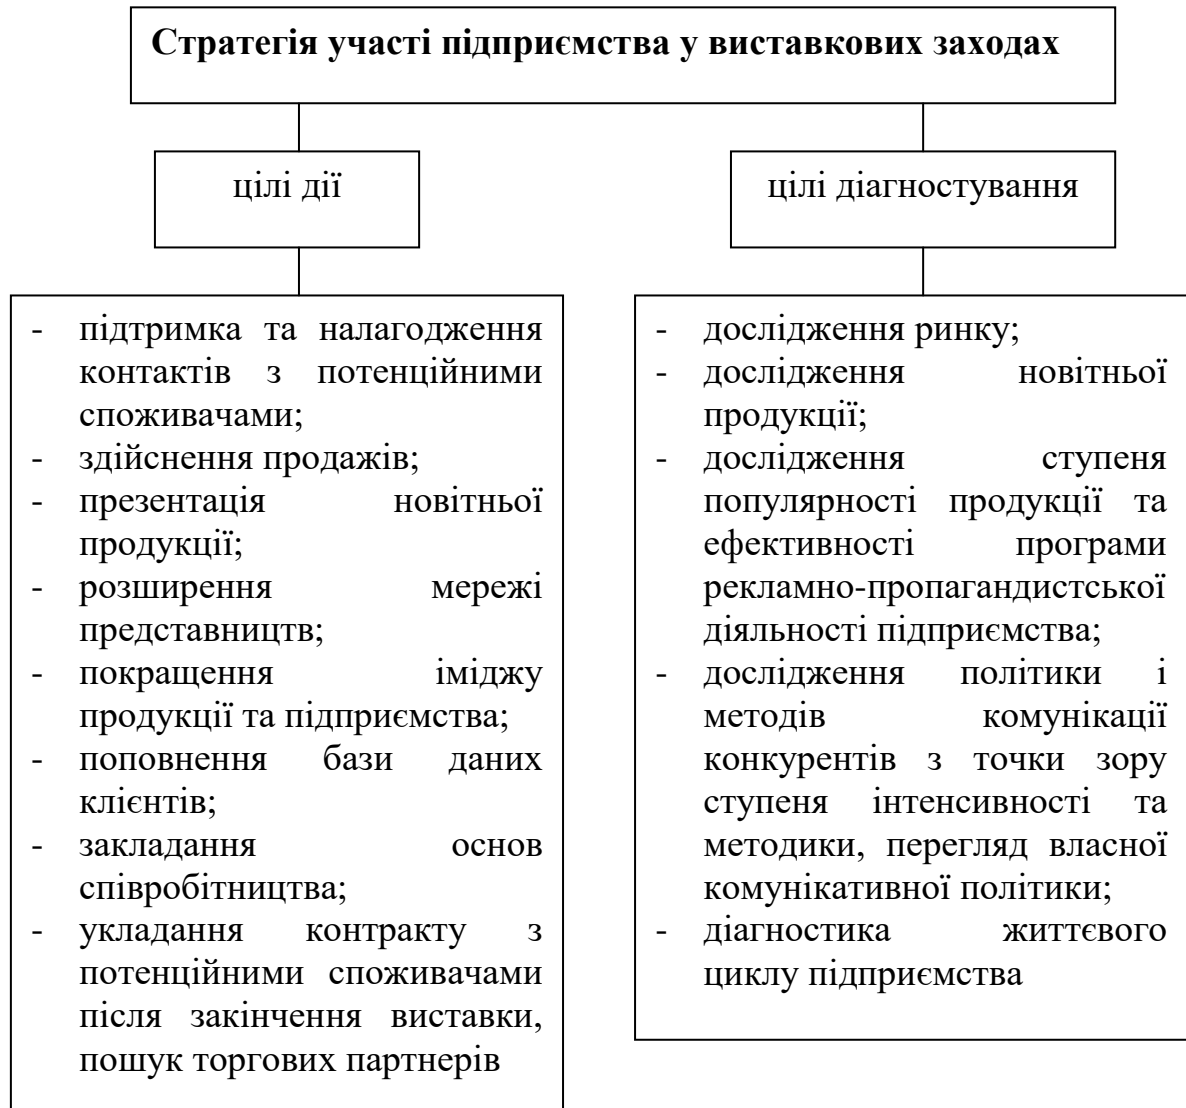 Стратегія участі підприємства у виставкових заходах
цілі дії
цілі діагностування
- підтримка та налагодження
контактів з потенційними
споживачами;
- здійснення продажів;
- презентація новітньої
продукції;
- розширення мережі
представництв;
- покращення іміджу
продукції та підприємства;
- поповнення бази даних
клієнтів;
- закладання основ
співробітництва;
- укладання контракту з
потенційними споживачами
після закінчення виставки,
пошук торгових партнерів
- дослідження ринку;
- дослідження новітньої
продукції;
- дослідження ступеня
популярності продукції та
ефективності програми
рекламно-пропагандистської
діяльності підприємства;
- дослідження політики і
методів комунікації
конкурентів з точки зору
ступеня інтенсивності та
методики, перегляд власної
комунікативної політики;
- діагностика життєвого
циклу підприємства